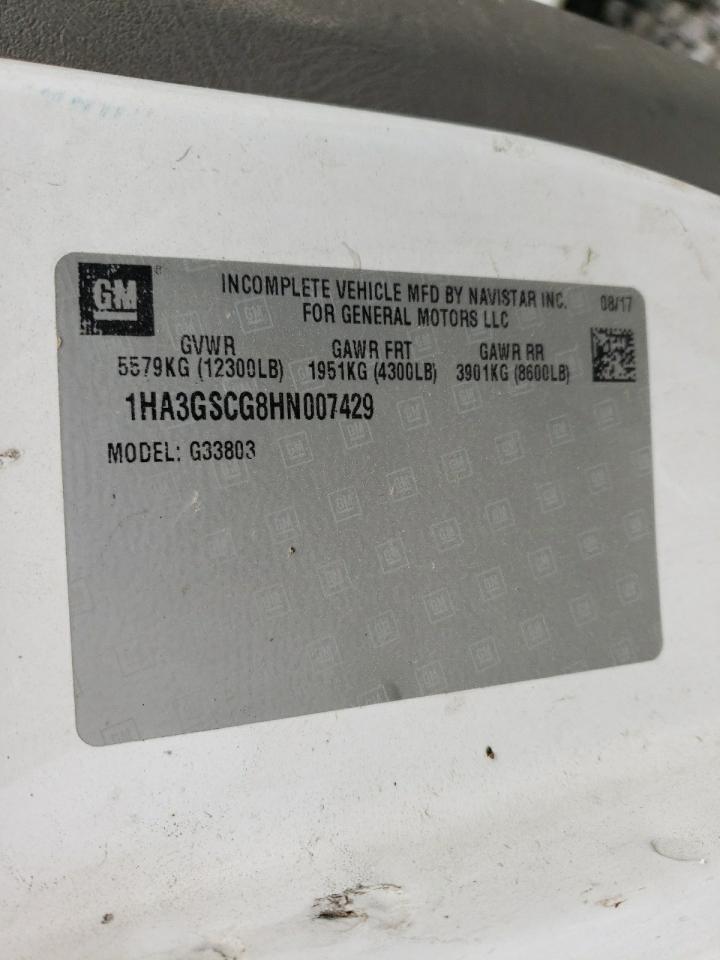 GM
INCOMPLETE VEHICLE MFD BY NAVISTAR INC. 08/17
FOR GENERAL MOTORS LLC
GVWR GAWR FRT GAWR RR
5579KG (12300LB) 1951KG (4300LB) 3901KG (8600LB)
1HA3GSCG8HN007429
MODEL: G33803